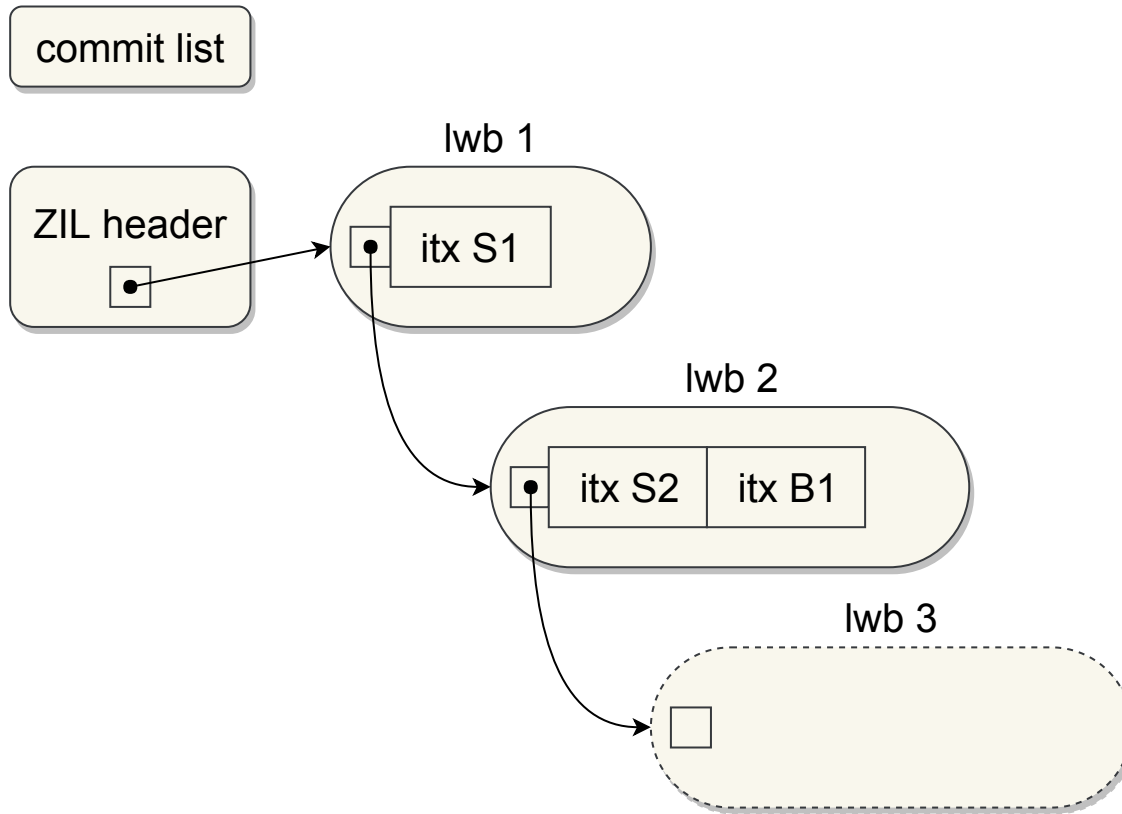 commit list
lwb 1
ZIL header
itx S1
lwb 2
itx S2
itx B1
lwb 3